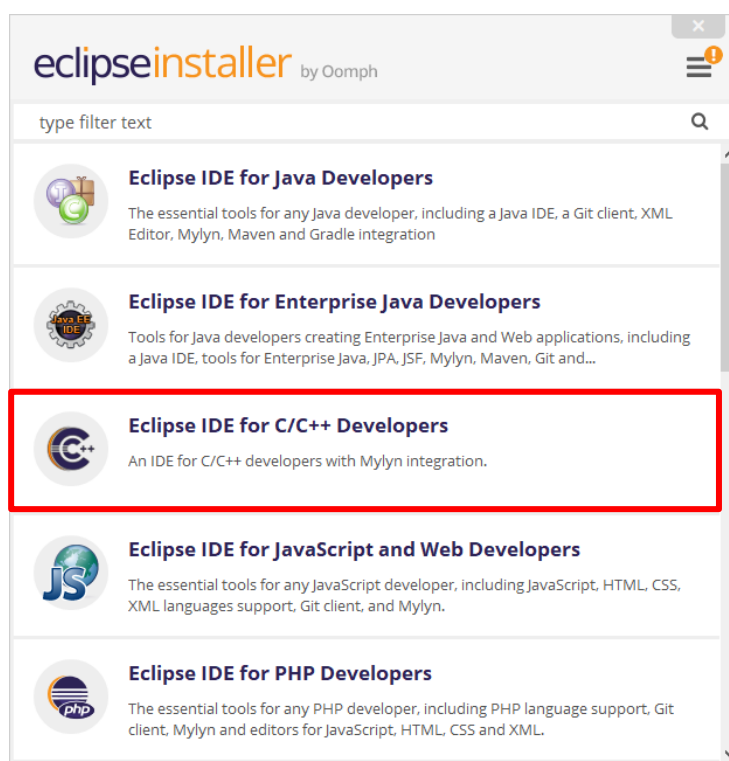 eclipseinstaller by Oomph
type filter text
Eclipse IDE for Java Developers
The essential tools for any Java developer, including a Java IDE, a Git client, XML
Editor, Mylyn, Maven and Gradle integration
Java EE
IDE
Eclipse IDE for Enterprise Java Developers
Tools for Java developers creating Enterprise Java and Web applications, including
a Java IDE, tools for Enterprise Java, JPA, JSF, Mylyn, Maven, Git and...
C++
Eclipse IDE for C/C++ Developers
An IDE for C/C++ developers with Mylyn integration.
JS
Eclipse IDE for JavaScript and Web Developers
The essential tools for any JavaScript developer, including JavaScript, HTML, CSS,
XML languages support, Git client, and Mylyn.
php
Eclipse IDE for PHP Developers
The essential tools for any PHP developer, including PHP language support, Git
client, Mylyn and editors for JavaScript, HTML, CSS and XML.